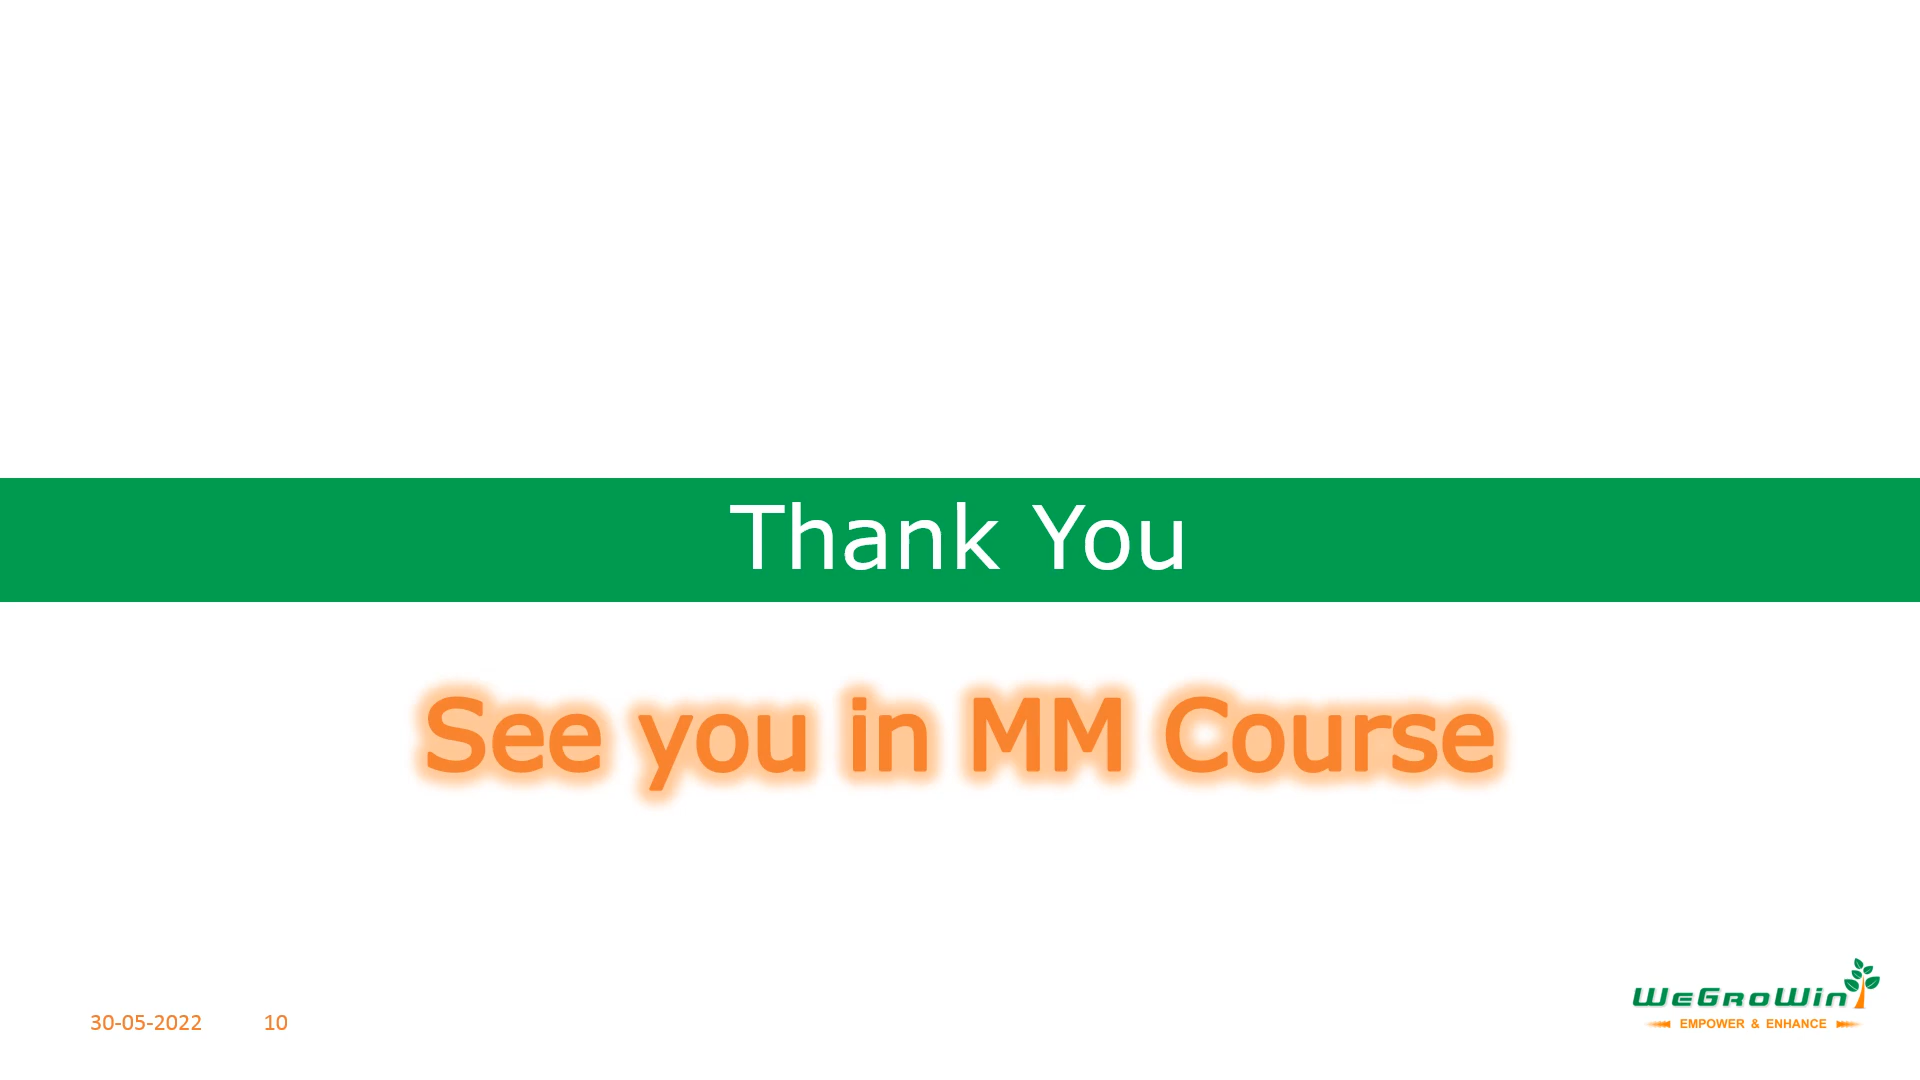 Thank You
See you in MM Course
30-05-2022 10
WeGroWin
EMPOWER & ENHANCE